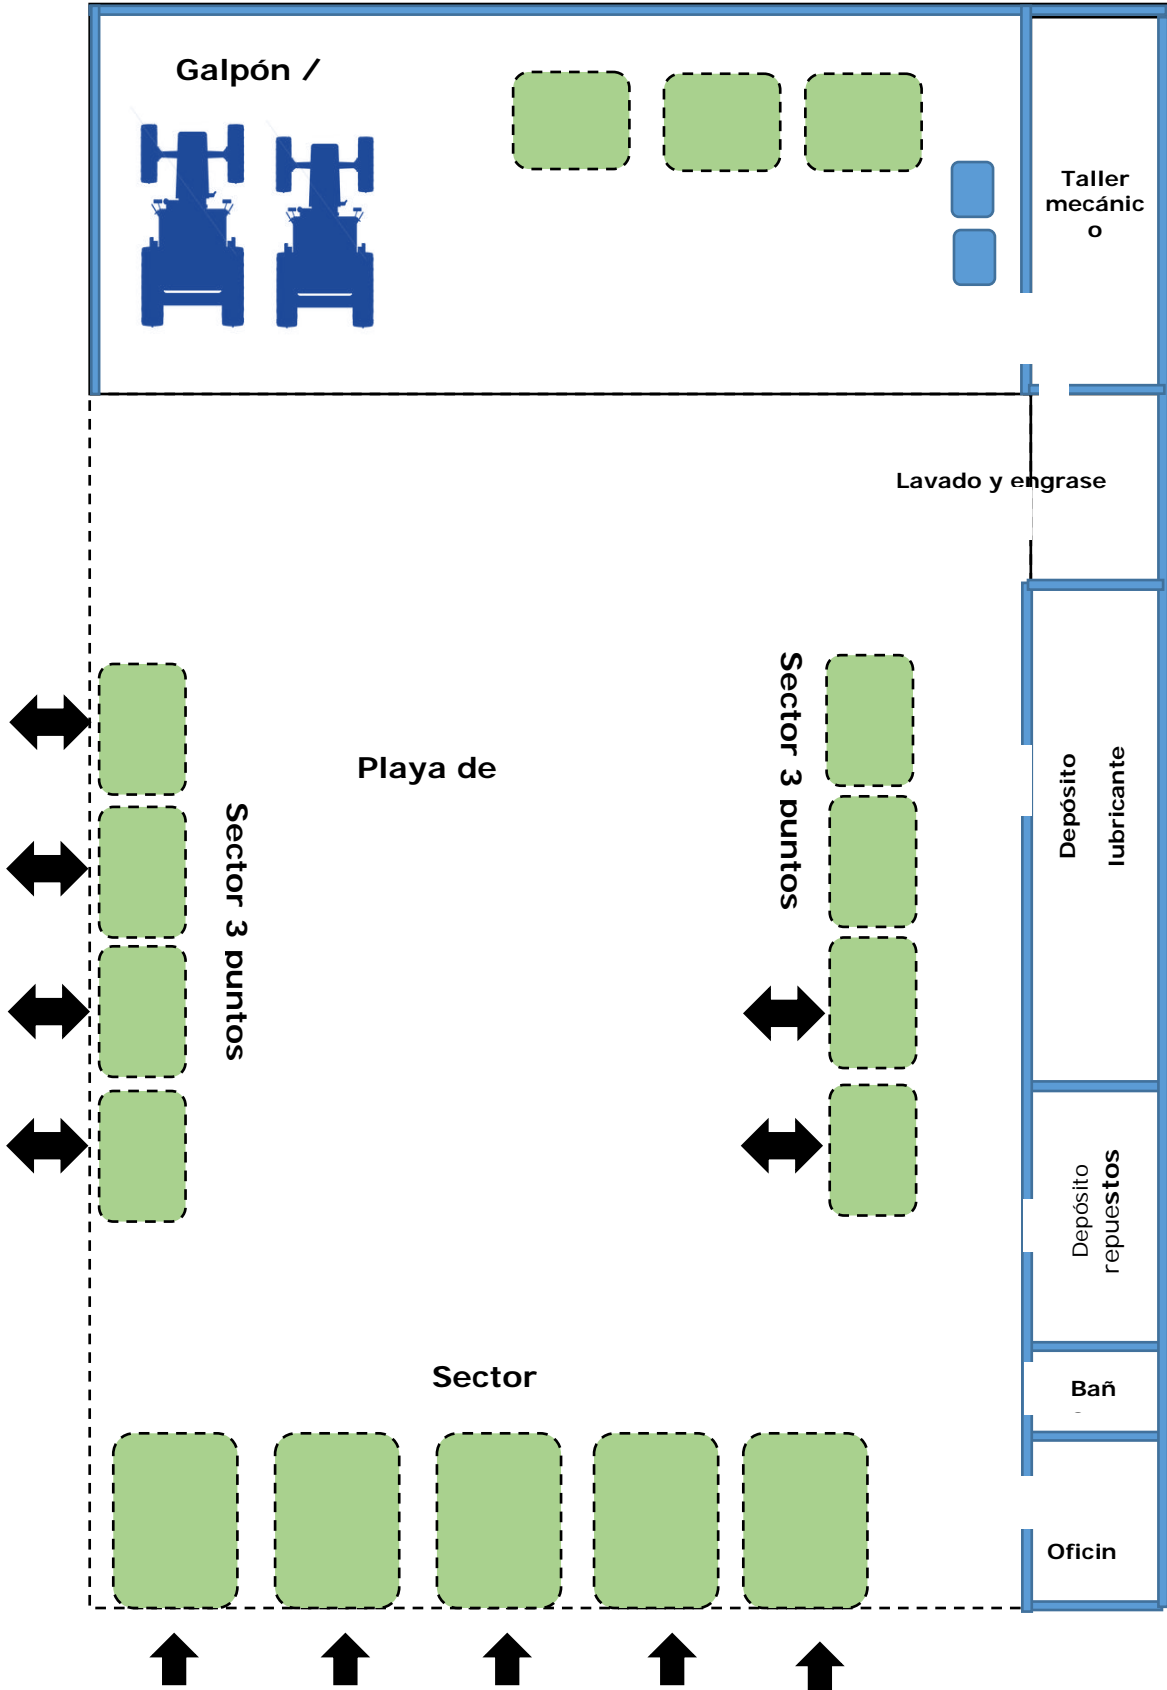 Galpón /
Taller
mecánic
o
Lavado y engrase
Sector 3 puntos
Playa de
Sector 3 puntos
Depósito
lubricante
Depósito
repuestos
Sector
Bañ
Oficin